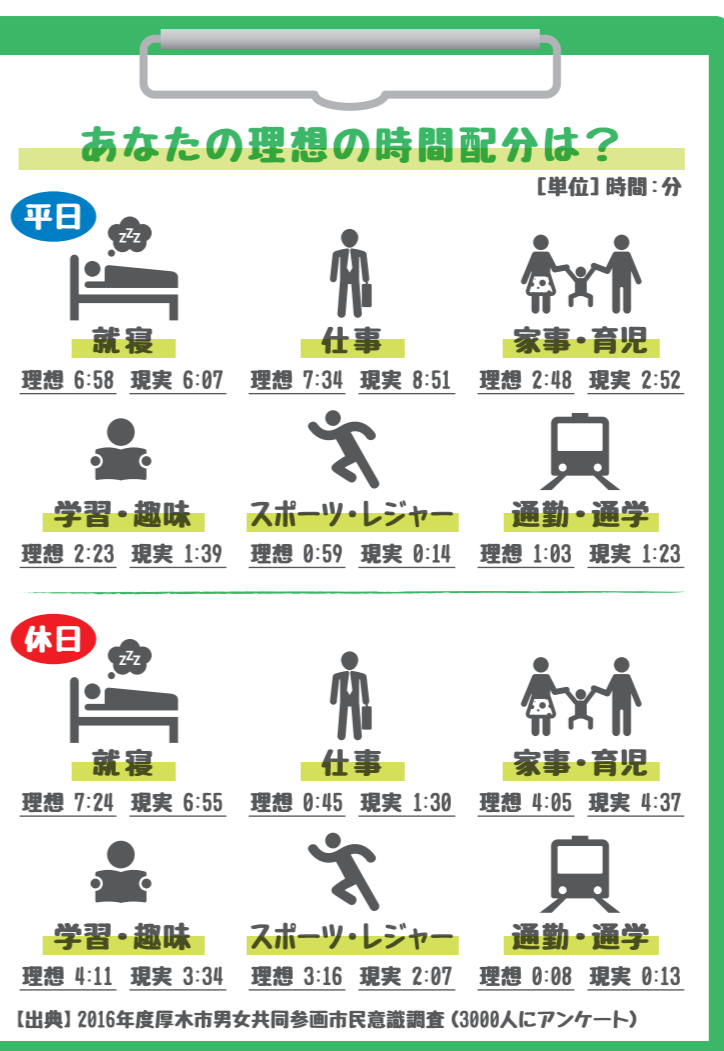 あなたの理想の時間配分は?
[単位] 時間:分
平日
zzz
就寝 仕事 家事・育児
理想 6:58 現実 6:07 理想 7:34 現実 8:51 理想 2:48 現実 2:52
学習・趣味 スポーツ・レジャー 通勤・通学
理想 2:23 現実 1:39 理想 0:59 現実 0:14 理想 1:03 現実 1:23
休日
zzz
就寝 仕事 家事・育児
理想 7:24 現実 6:55 理想 0:45 現実 1:30 理想 4:05 現実 4:37
学習・趣味 スポーツ・レジャー 通勤・通学
理想 4:11 現実 3:34 理想 3:16 現実 2:07 理想 0:08 現実 0:13
【出典】2016年度厚木市男女共同参画市民意識調査(3000人にアンケート)